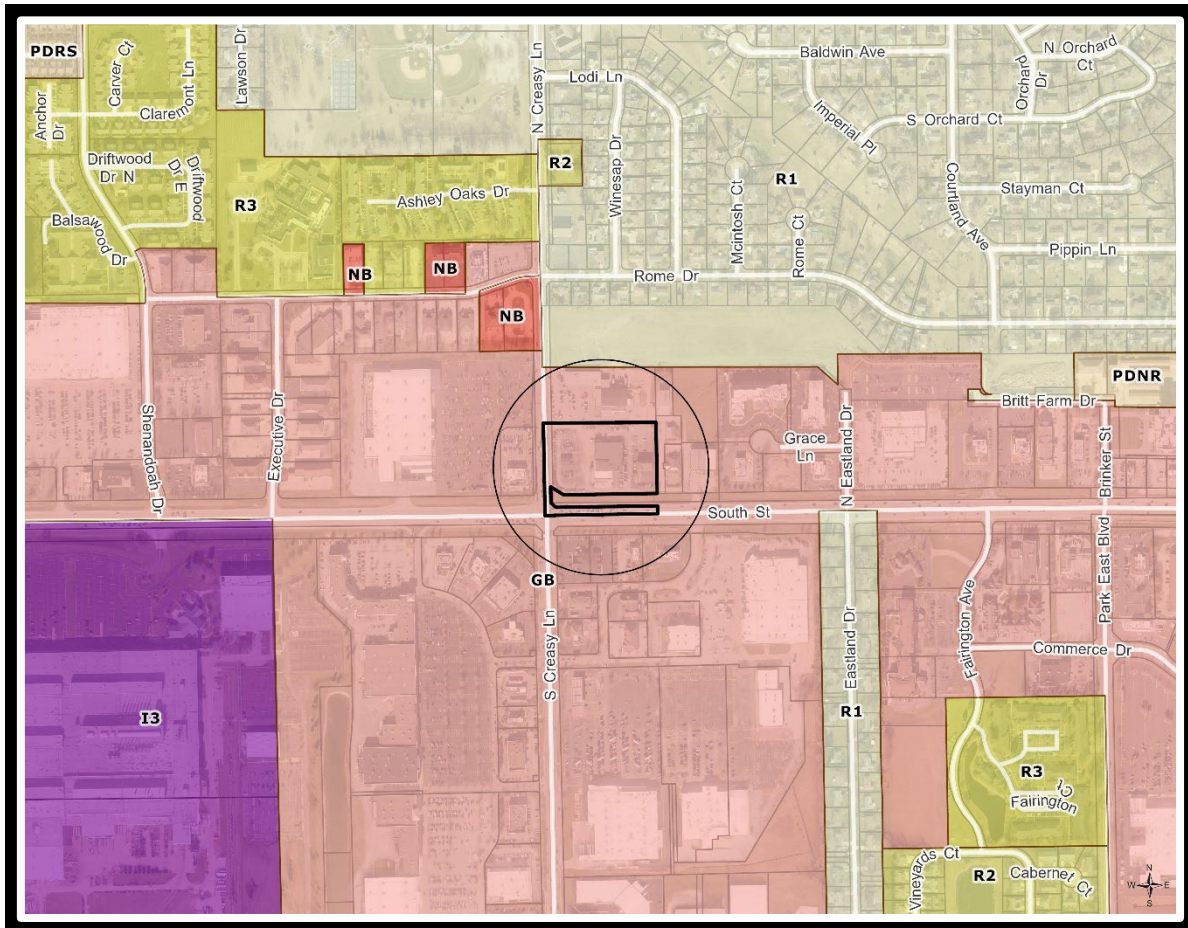 PDRS
Carver Ct
Claremont Ln
Lawson Dr
N Creasy Ln
Lodi Ln
Baldwin Ave
Orchard
Dr
N Orchard
Ct
Anchor
Dr
Imperial Pl
S Orchard Ct
Driftwood
Dr N
Driftwood
Dr E
R3
Ashley Oaks Dr
R2
Winesap Dr
Mcintosh Ct
R1
Rome Ct
Courtland Ave
Stayman Ct
Balsawood Dr
Pippin Ln
NB
NB
Rome Dr
NB
PDNR
Britt Farm Dr
Shenandoah Dr
Executive Dr
Grace
Ln
N Eastland Dr
Brinker St
South St
GB
S Creasy Ln
Eastland Dr
Fairington Ave
Park East Blvd
Commerce Dr
I3
R1
R3
Fairington
Ct
Vineyards Ct
R2
Cabernet Ct
N
W
E
S